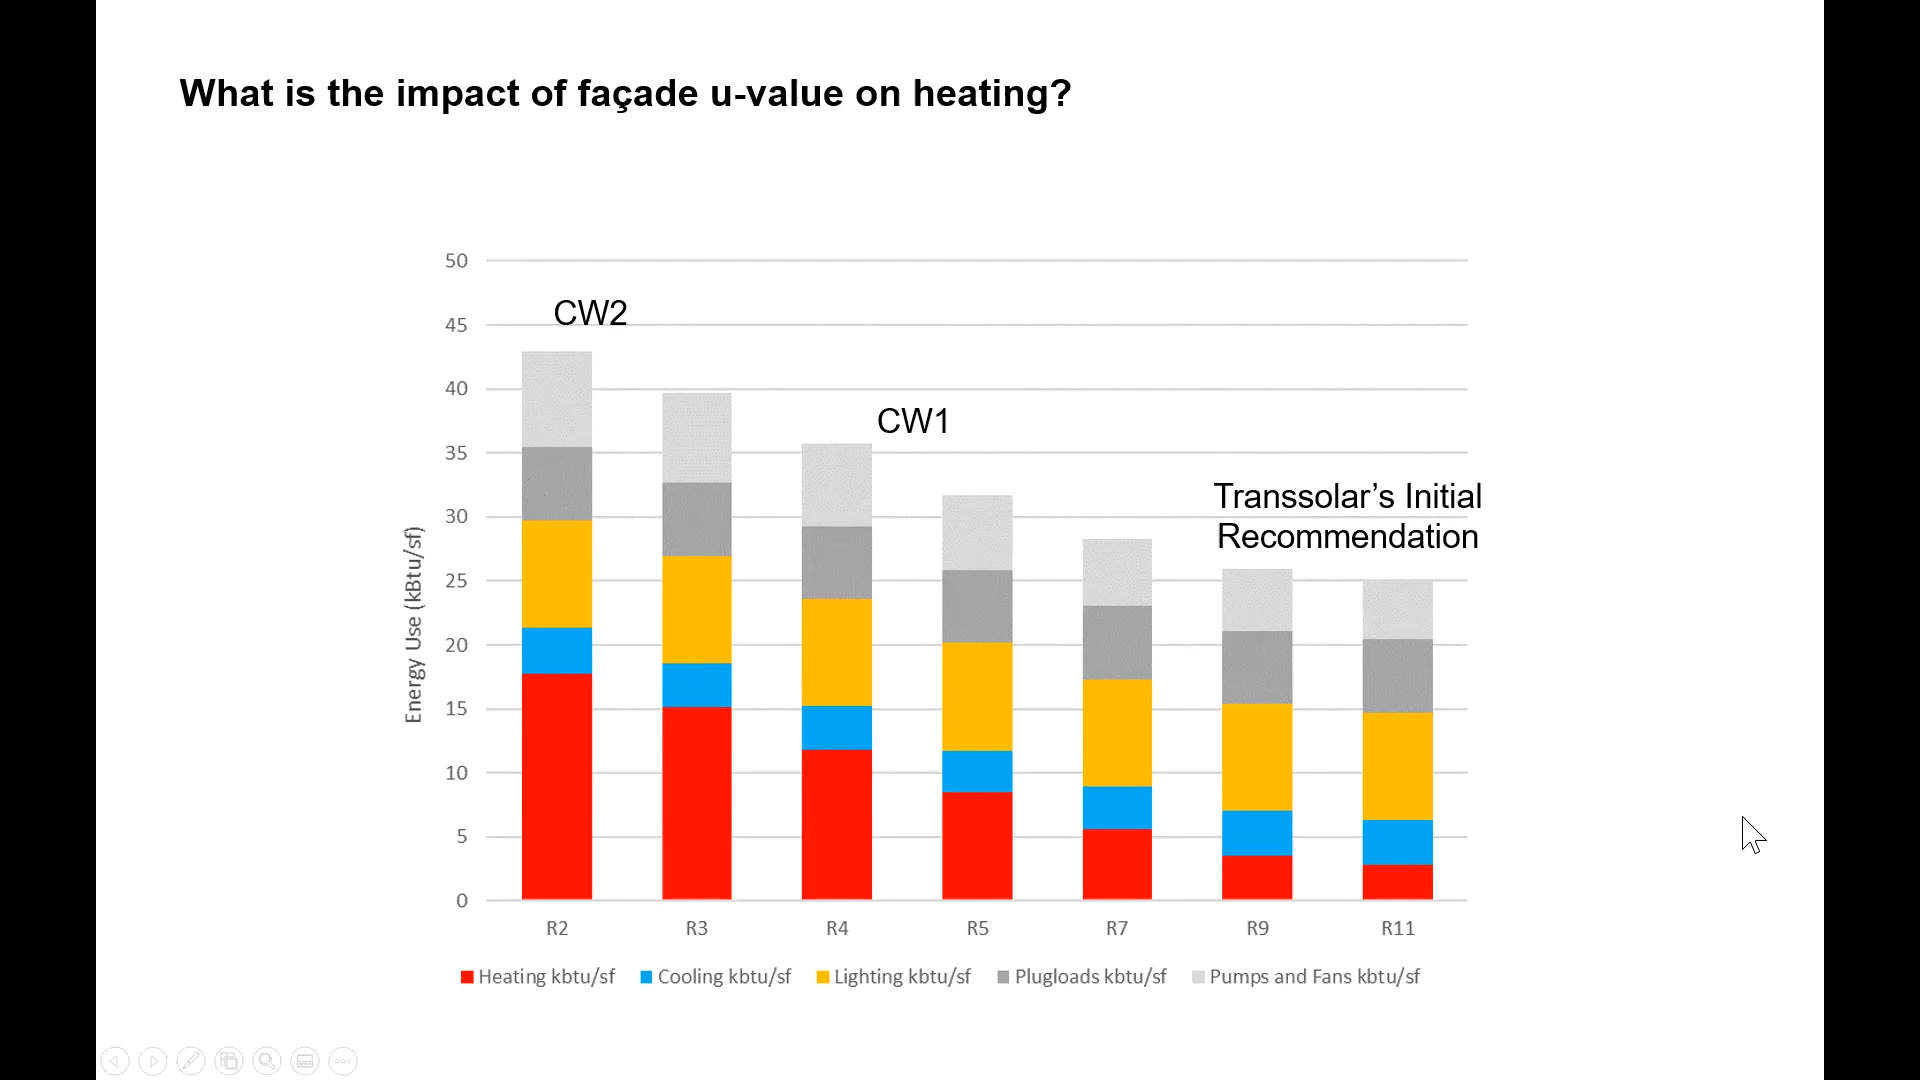 What is the impact of façade u-value on heating?
50
CW2
45
40
CW1
35
Transsolar’s Initial
30
Recommendation
25
Energy Use (kBtu/sf)
20
15
10
5
0
R2 R3 R4 R5 R7 R9 R11
Heating kbtu/sf Cooling kbtu/sf Lighting kbtu/sf Plugloads kbtu/sf Pumps and Fans kbtu/sf